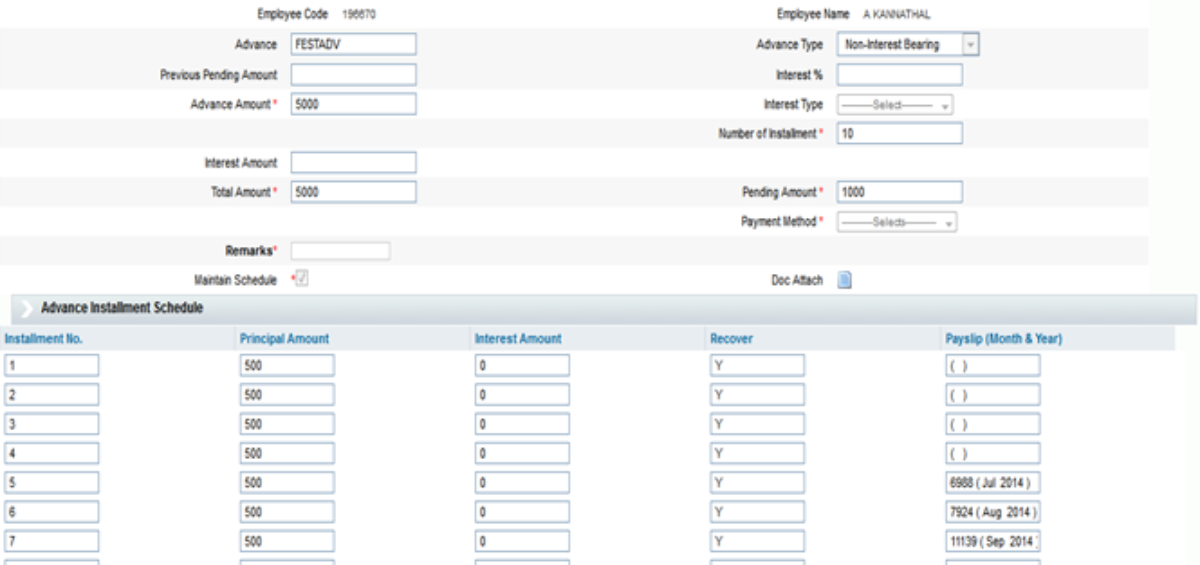 Employee Code 196670 Employee Name A KANNATHAL
Advance FESTADV Advance Type Non-Interest Bearing
Previous Pending Amount Interest %
Advance Amount * 5000 Interest Type --------Select--------
Number of Installment * 10
Interest Amount
Total Amount * 5000 Pending Amount * 1000
Payment Method * --------Select--------
Remarks*
Maintain Schedule * Doc Attach
Advance Installment Schedule
Installment No. Principal Amount Interest Amount Recover Payslip (Month & Year)
1 500 0 Y ( )
2 500 0 Y ( )
3 500 0 Y ( )
4 500 0 Y ( )
5 500 0 Y 6988 ( Jul 2014 )
6 500 0 Y 7924 ( Aug 2014 )
7 500 0 Y 11139 ( Sep 2014